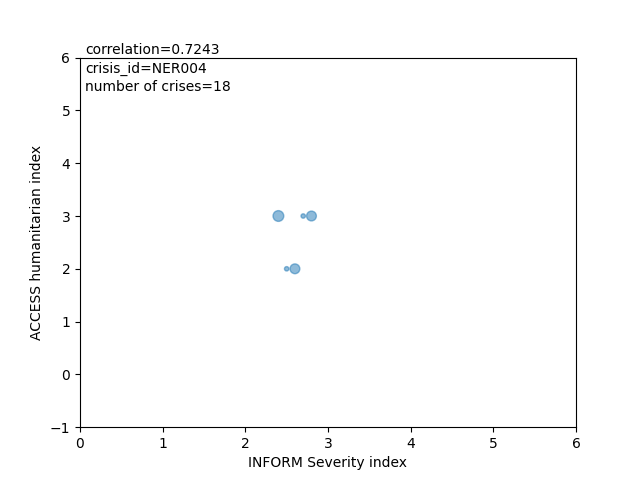 correlation=0.7243
crisis_id=NER004
number of crises=18
6
5
4
3
2
1
0
−1
ACCESS humanitarian index
0 1 2 3 4 5 6
INFORM Severity index